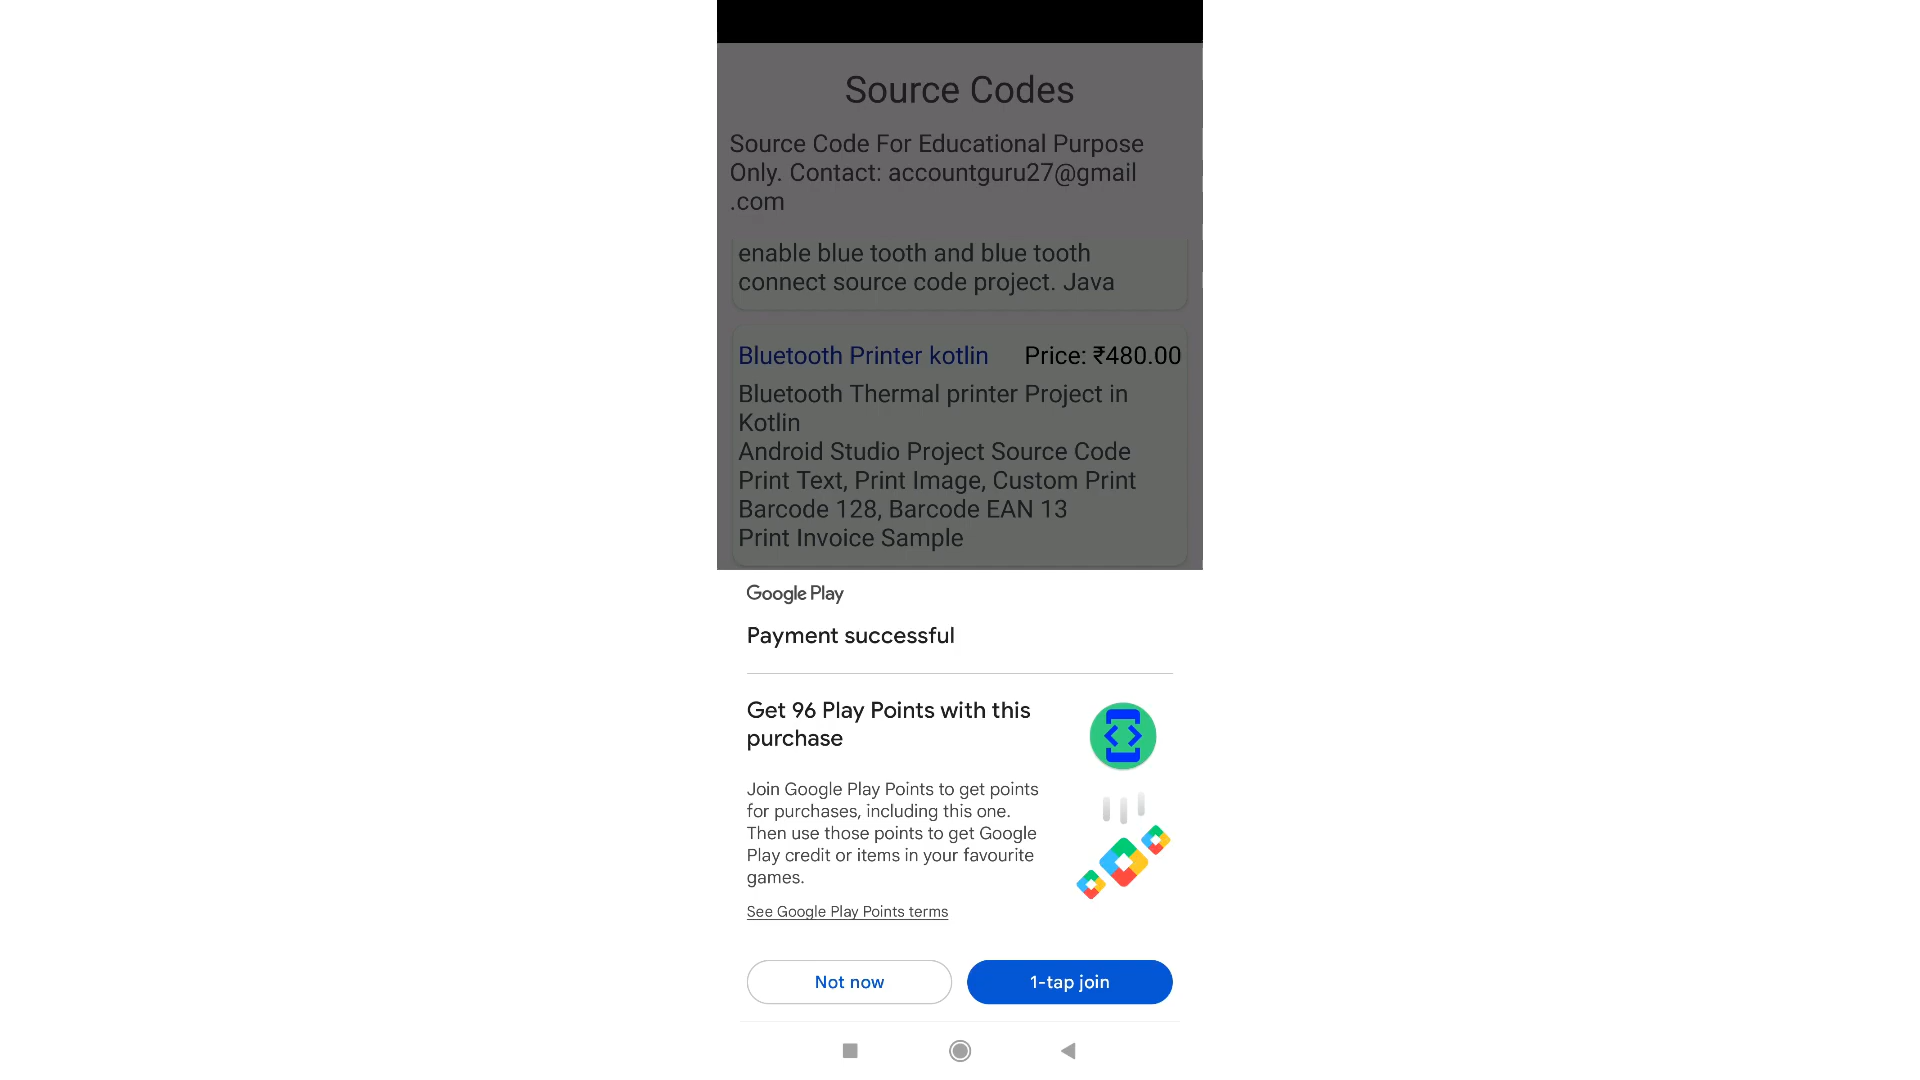 Source Codes
Source Code For Educational Purpose
Only. Contact: accountguru27@gmail
.com
enable blue tooth and blue tooth
connect source code project. Java
Bluetooth Printer kotlin Price: ₹480.00
Bluetooth Thermal printer Project in
Kotlin
Android Studio Project Source Code
Print Text, Print Image, Custom Print
Barcode 128, Barcode EAN 13
Print Invoice Sample
Google Play
Payment successful
Get 96 Play Points with this
purchase
Join Google Play Points to get points
for purchases, including this one.
Then use those points to get Google
Play credit or items in your favourite
games.
See Google Play Points terms
Not now 1-tap join